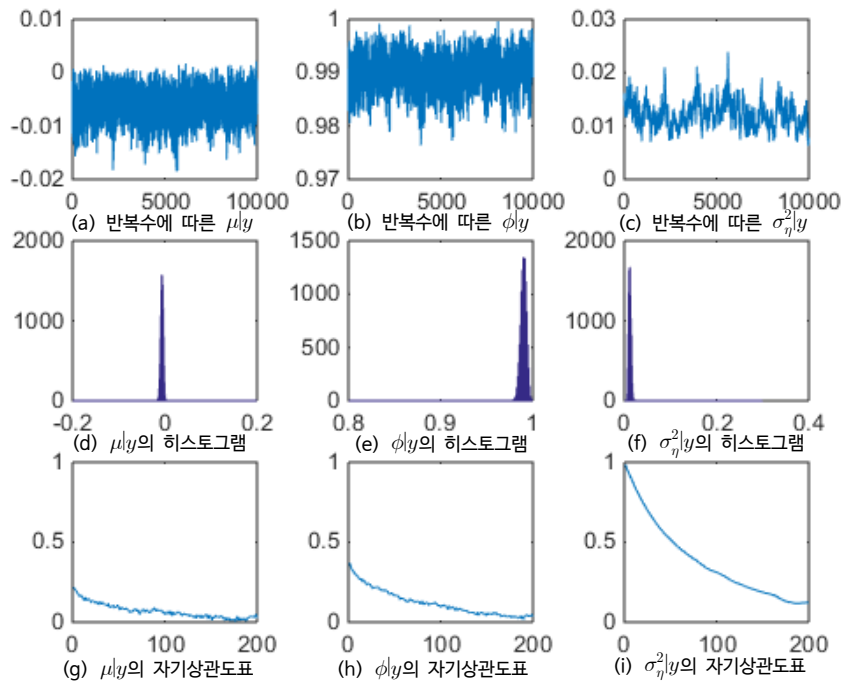 0.01
0
-0.01
-0.02
0 5000 10000
(a) 반복수에 따른 μ|y
1
0.99
0.98
0.97
0 5000 10000
(b) 반복수에 따른 ϕ|y
0.03
0.02
0.01
0
0 5000 10000
(c) 반복수에 따른 σ²_η|y
2000
1000
0
-0.2 0 0.2
(d) μ|y의 히스토그램
1500
1000
500
0
0.8 0.9 1
(e) ϕ|y의 히스토그램
2000
1000
0
0 0.2 0.4
(f) σ²_η|y의 히스토그램
1
0.5
0
0 100 200
(g) μ|y의 자기상관도표
1
0.5
0
0 100 200
(h) ϕ|y의 자기상관도표
1
0.5
0
0 100 200
(i) σ²_η|y의 자기상관도표